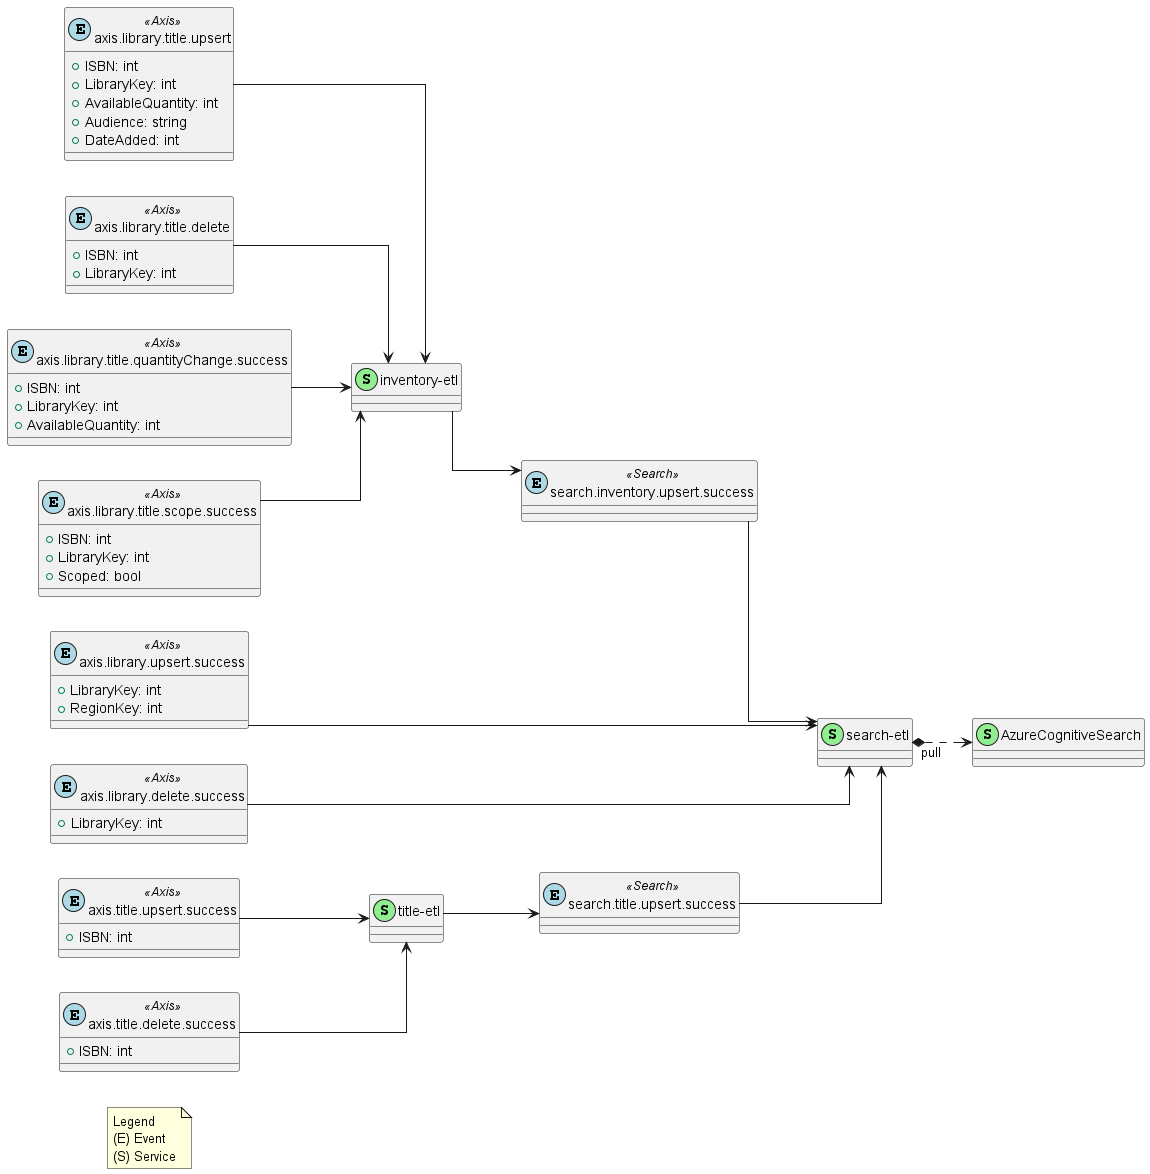 E
«Axis»
axis.library.title.upsert
ISBN: int
LibraryKey: int
AvailableQuantity: int
Audience: string
DateAdded: int
E
«Axis»
axis.library.title.delete
ISBN: int
LibraryKey: int
E
«Axis»
axis.library.title.quantityChange.success
ISBN: int
LibraryKey: int
AvailableQuantity: int
S
inventory-etl
E
«Axis»
axis.library.title.scope.success
ISBN: int
LibraryKey: int
Scoped: bool
E
«Search»
search.inventory.upsert.success
E
«Axis»
axis.library.upsert.success
LibraryKey: int
RegionKey: int
S
search-etl
pull
S
AzureCognitiveSearch
E
«Axis»
axis.library.delete.success
LibraryKey: int
E
«Axis»
axis.title.upsert.success
ISBN: int
S
title-etl
E
«Search»
search.title.upsert.success
E
«Axis»
axis.title.delete.success
ISBN: int
Legend
(E) Event
(S) Service